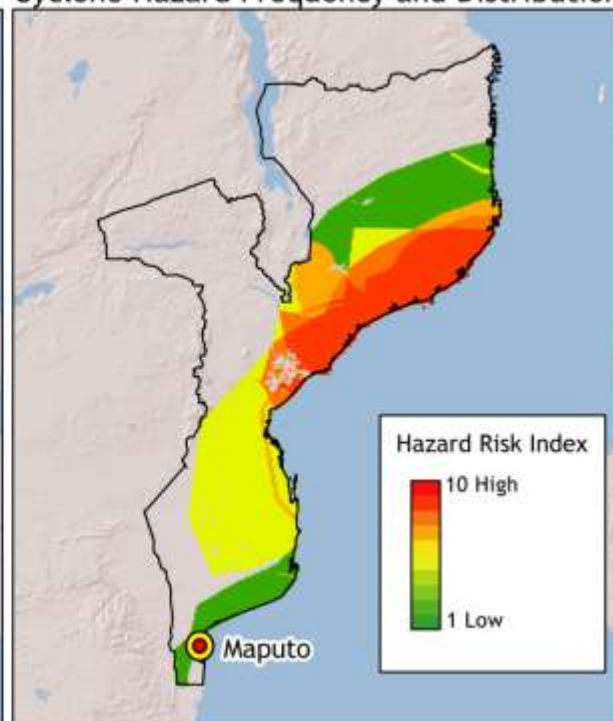 Cyclone Hazard Frequency and Distribution
Hazard Risk Index
10 High
1 Low
Maputo